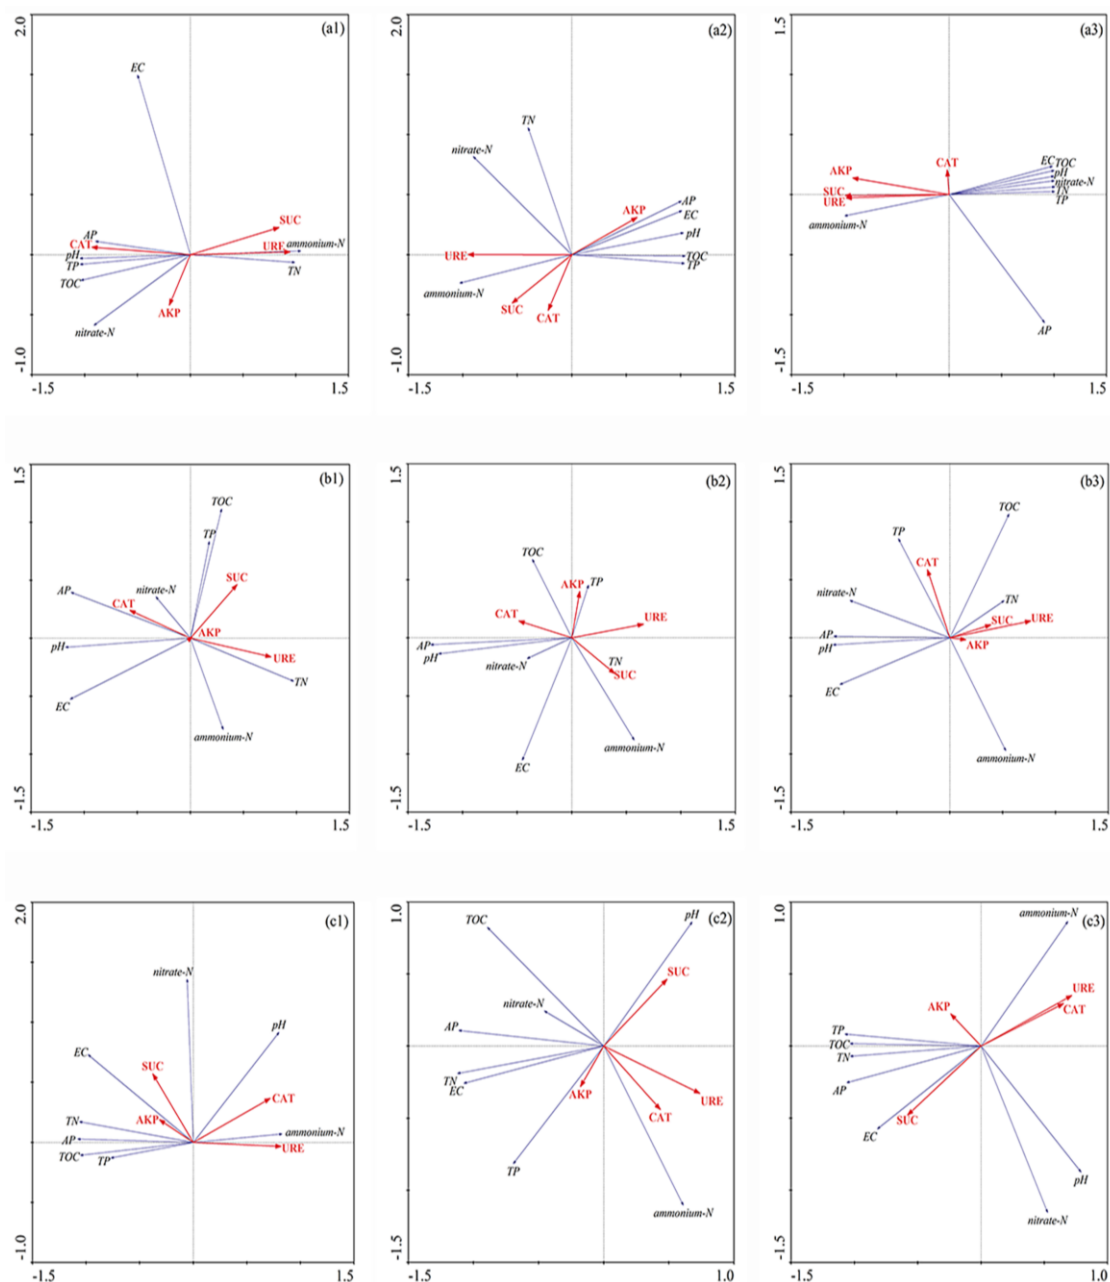 2.0
(a1)
EC
SUC
AP
CAT
URE
ammonium-N
pH
TP
TN
TOC
AKP
nitrate-N
-1.0
-1.5
1.5
2.0
(a2)
TN
nitrate-N
AP
AKP
EC
pH
URE
TOC
TP
ammonium-N
SUC
CAT
-1.5
1.5
1.5
(a3)
EC
TOC
CAT
pH
AKP
nitrate-N
SUC
TN
URE
TP
ammonium-N
AP
-1.5
-1.5
1.5
1.5
(b1)
TOC
TP
SUC
AP
nitrate-N
CAT
AKP
pH
URE
TN
EC
ammonium-N
-1.5
-1.5
1.5
1.5
(b2)
TOC
AKP
TP
CAT
URE
AP
pH
nitrate-N
TN
SUC
ammonium-N
EC
-1.5
1.5
1.5
(b3)
TOC
TP
CAT
nitrate-N
TN
SUC
URE
AP
pH
AKP
EC
ammonium-N
-1.5
-1.5
1.5
2.0
(c1)
nitrate-N
pH
EC
SUC
CAT
TN
AKP
AP
ammonium-N
TOC
TP
URE
-1.0
-1.5
1.5
1.0
TOC
pH
(c2)
SUC
nitrate-N
AP
TN
EC
AKP
URE
CAT
TP
ammonium-N
-1.5
-1.5
1.0
1.0
ammonium-N
(c3)
URE
AKP
CAT
TP
TOC
TN
AP
SUC
EC
pH
nitrate-N
-1.5
-1.5
1.0